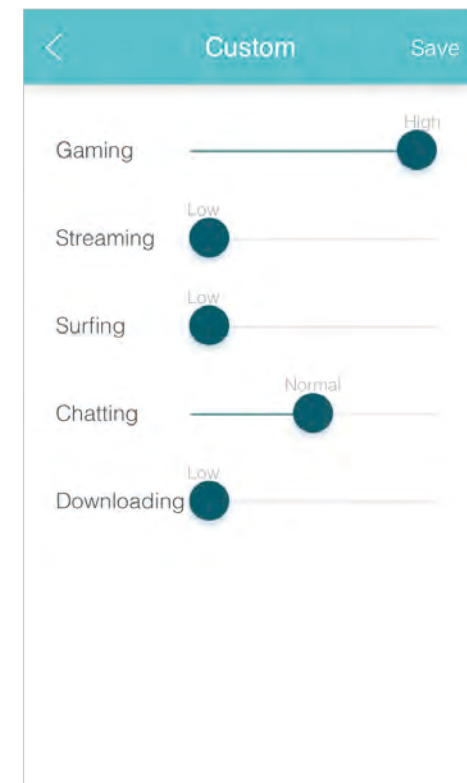 Custom Save
High
Gaming
Low
Streaming
Low
Surfing
Normal
Chatting
Low
Downloading